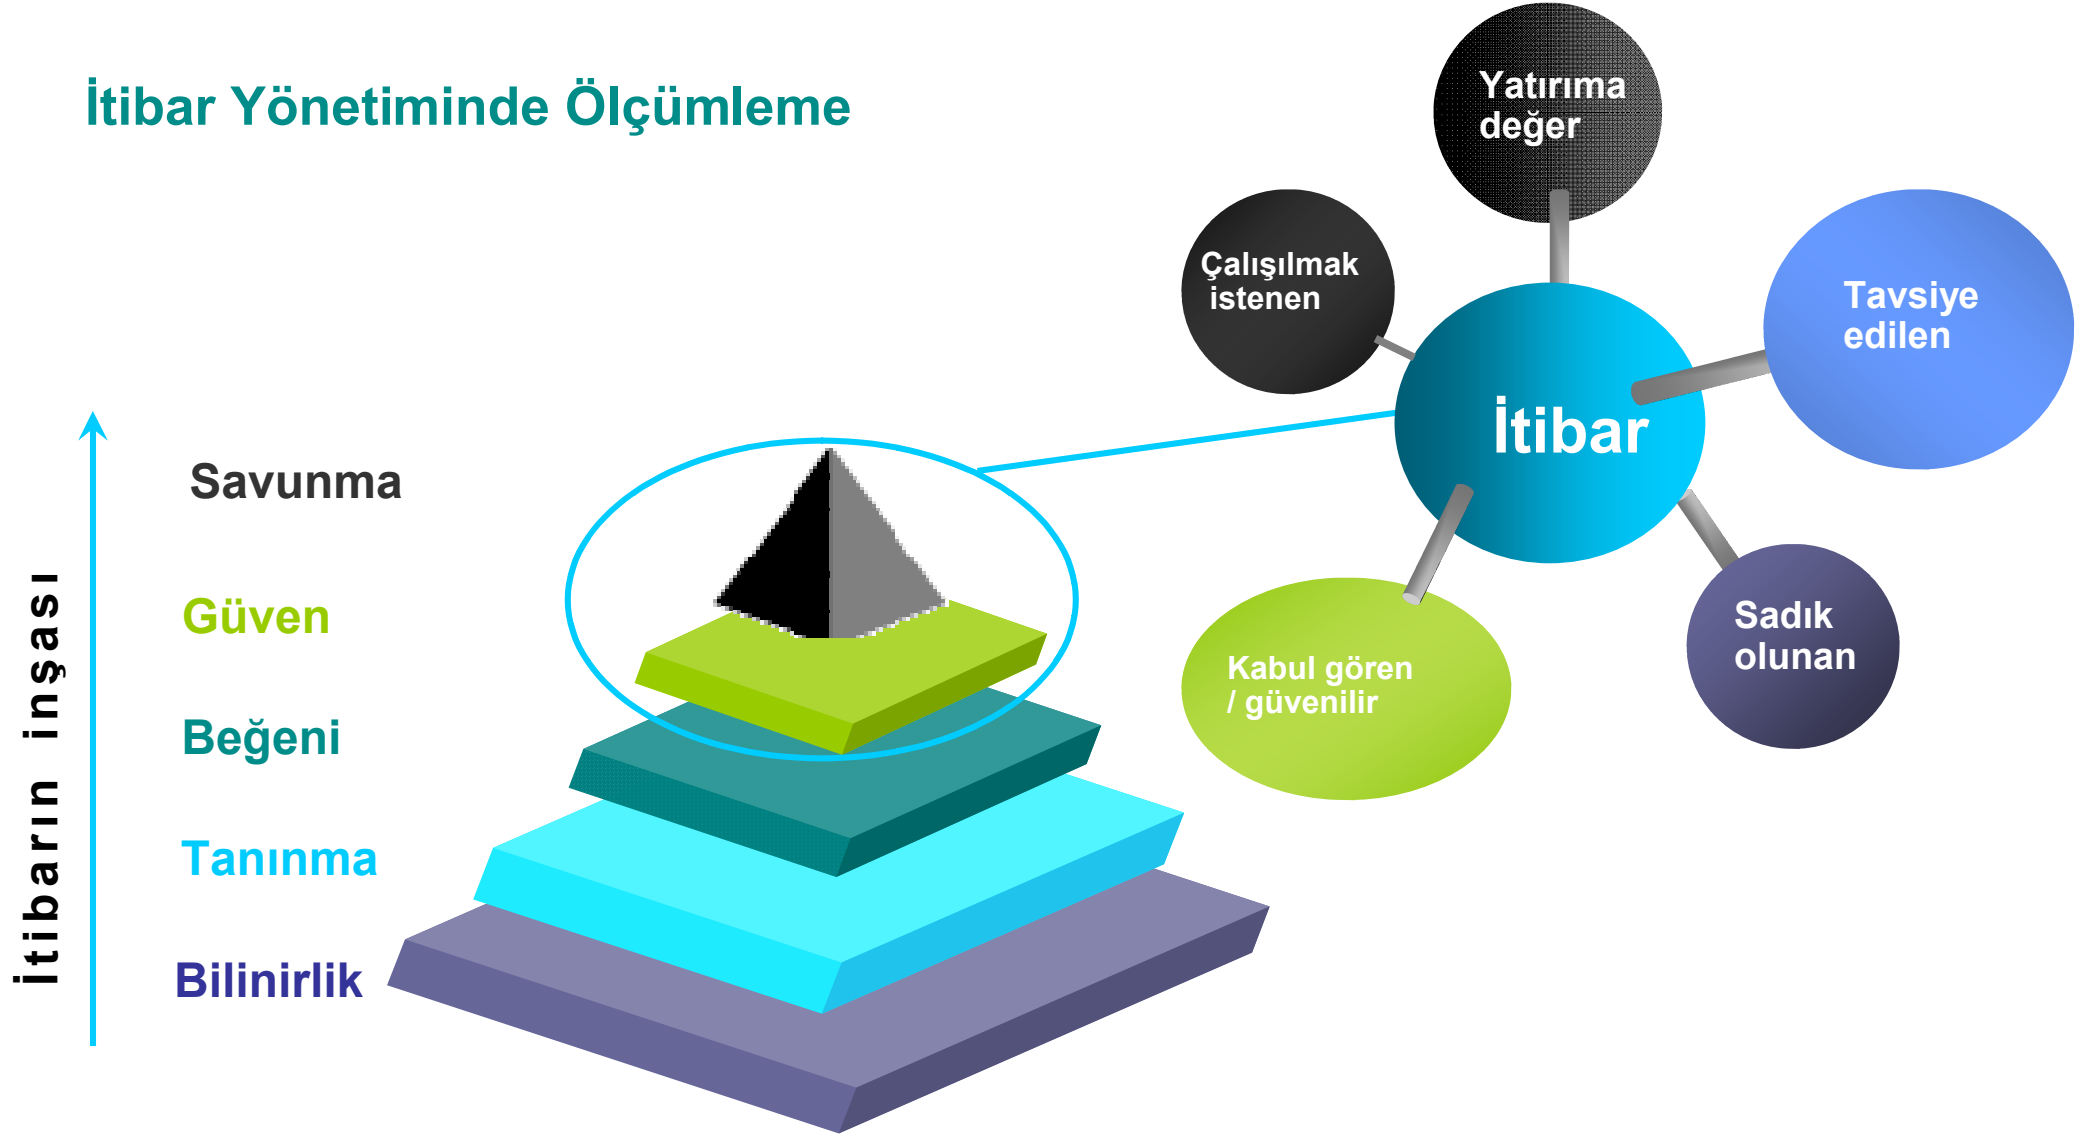 İtibar Yönetiminde Ölçümleme
Yatırıma
değer
Çalışılmak
istenen
Tavsiye
edilen
İtibar
Sadık
olunan
Kabul gören
/ güvenilir
Savunma
Güven
Beğeni
Tanınma
Bilinirlik
İtibarın inşası